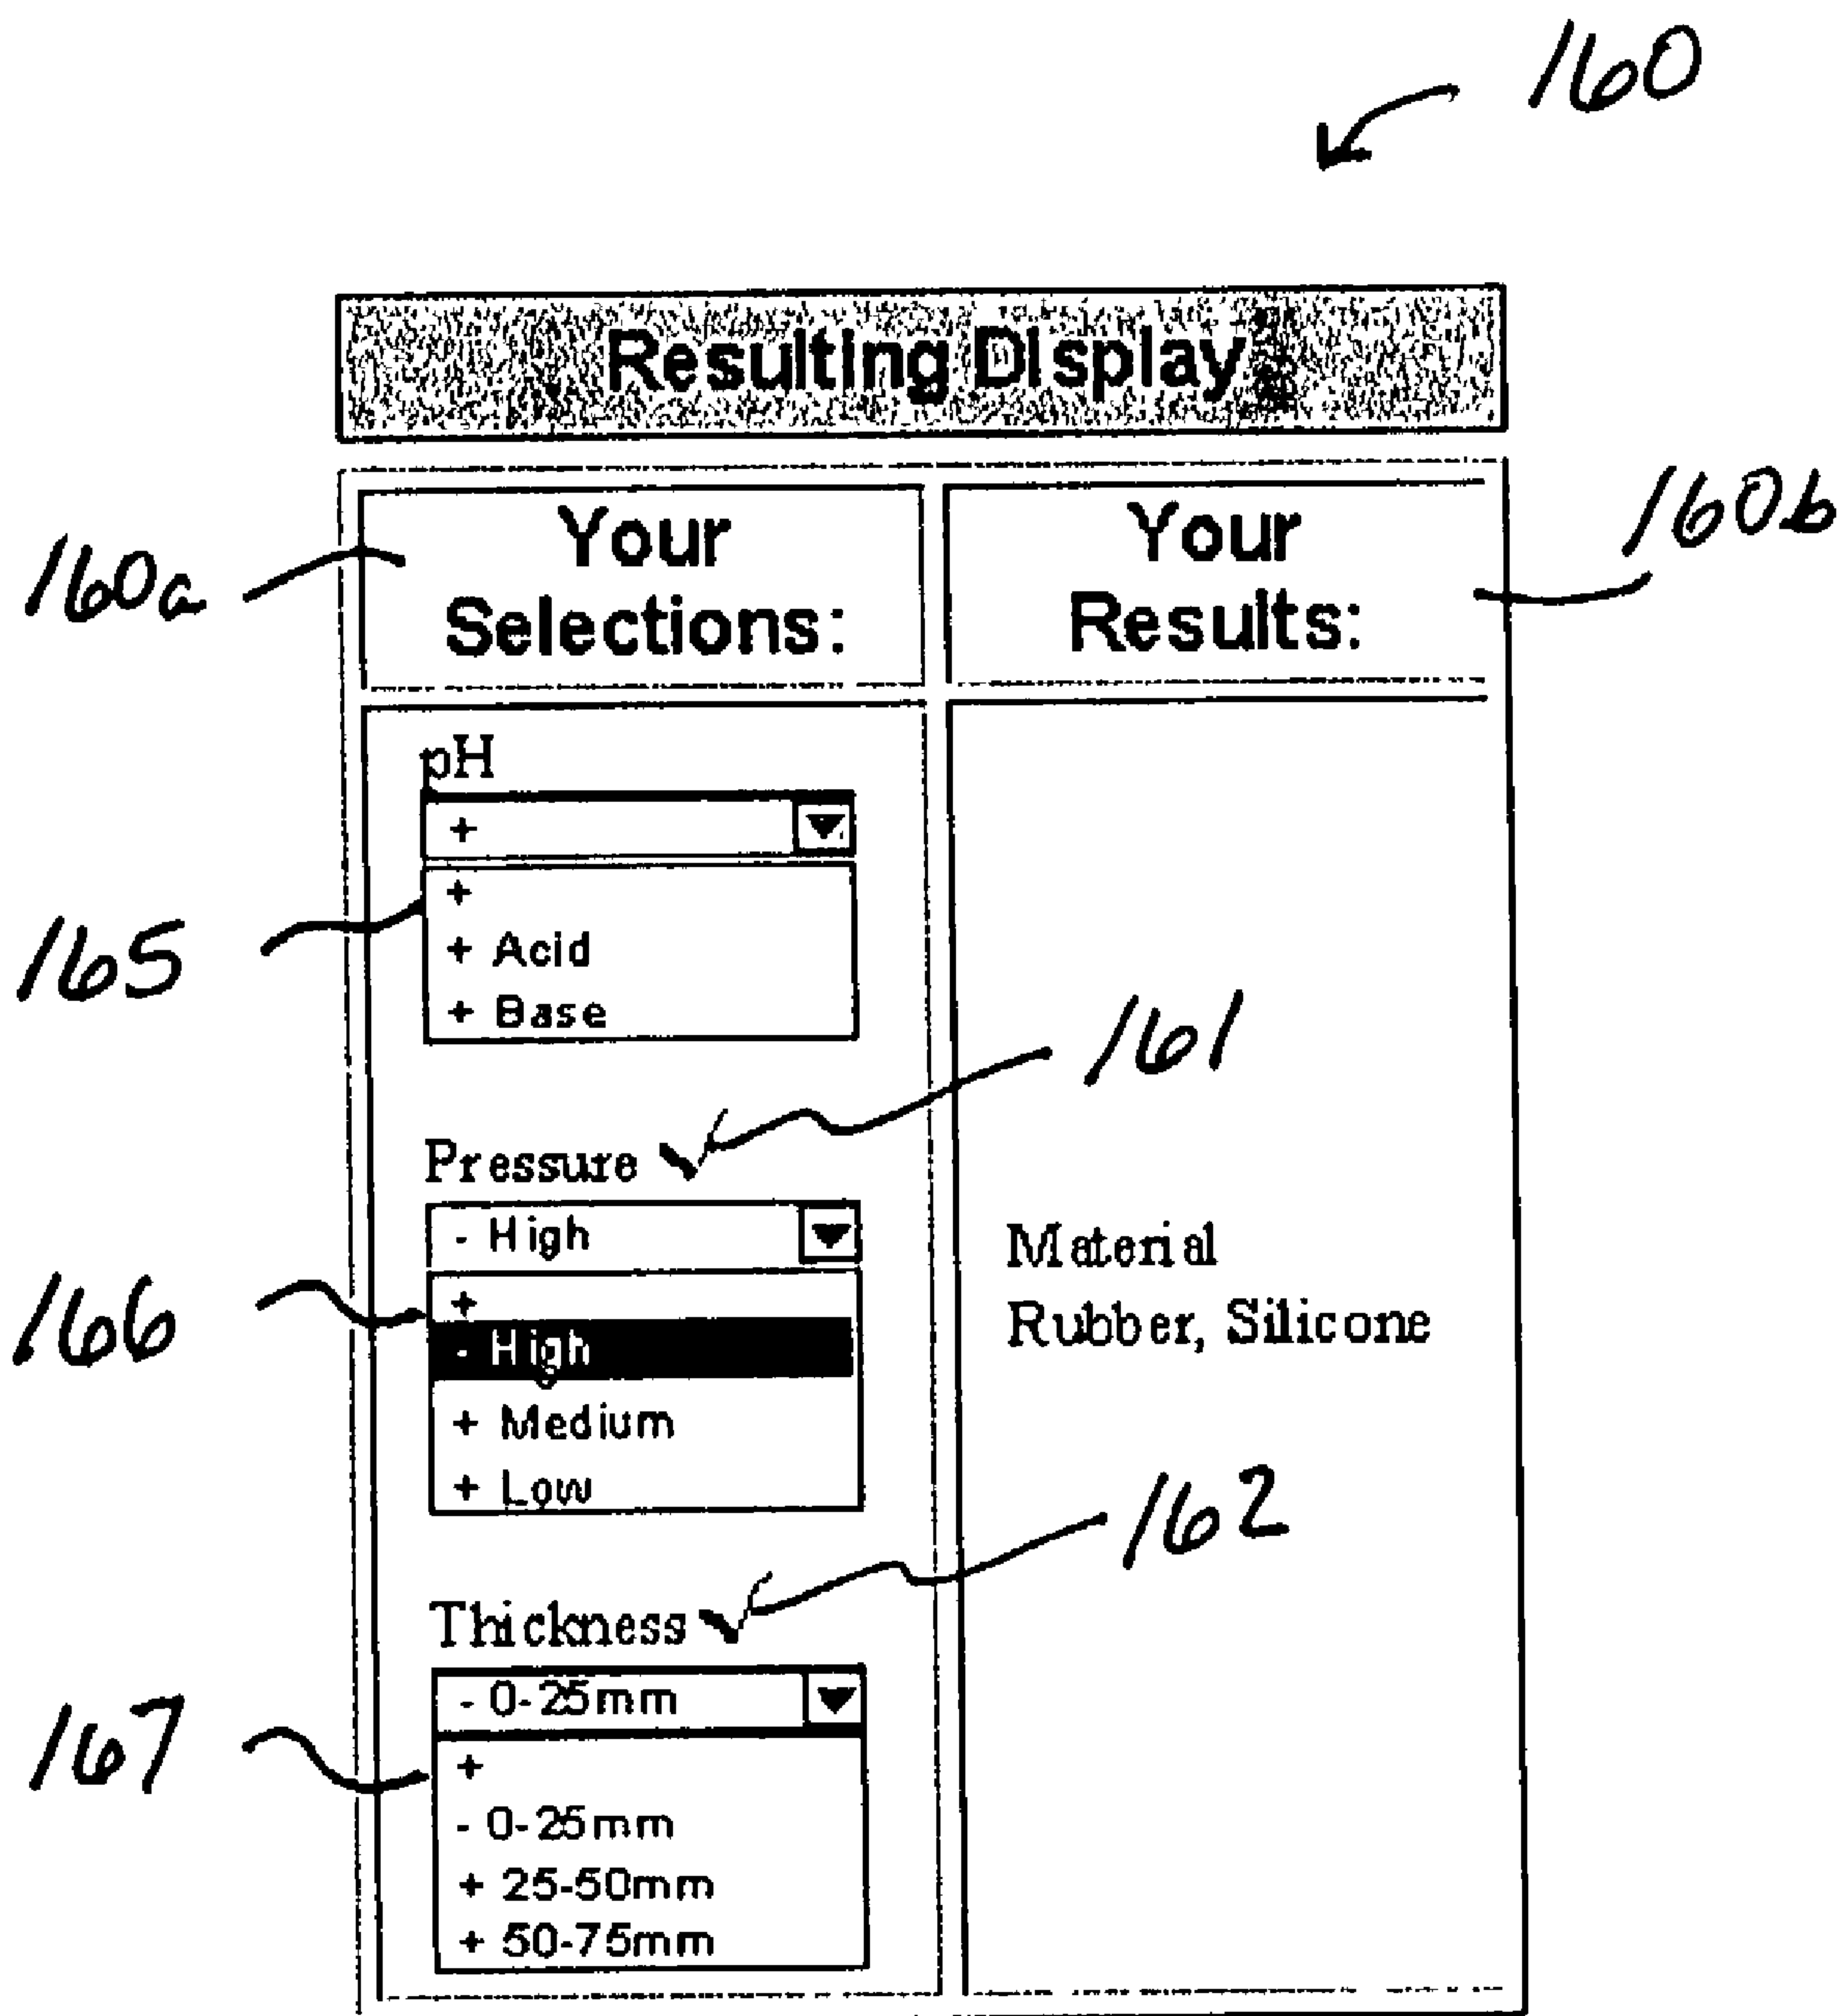 160
Resulting Display
160a
Your
Selections:
Your
Results:
160b
pH
+
+
+ Acid
+ Base
165
161
Pressure ✓
- High
+
- High
+ Medium
+ Low
166
Material
Rubber, Silicone
162
Thickness ✓
- 0-25mm
+
- 0-25mm
+ 25-50mm
+ 50-75mm
167